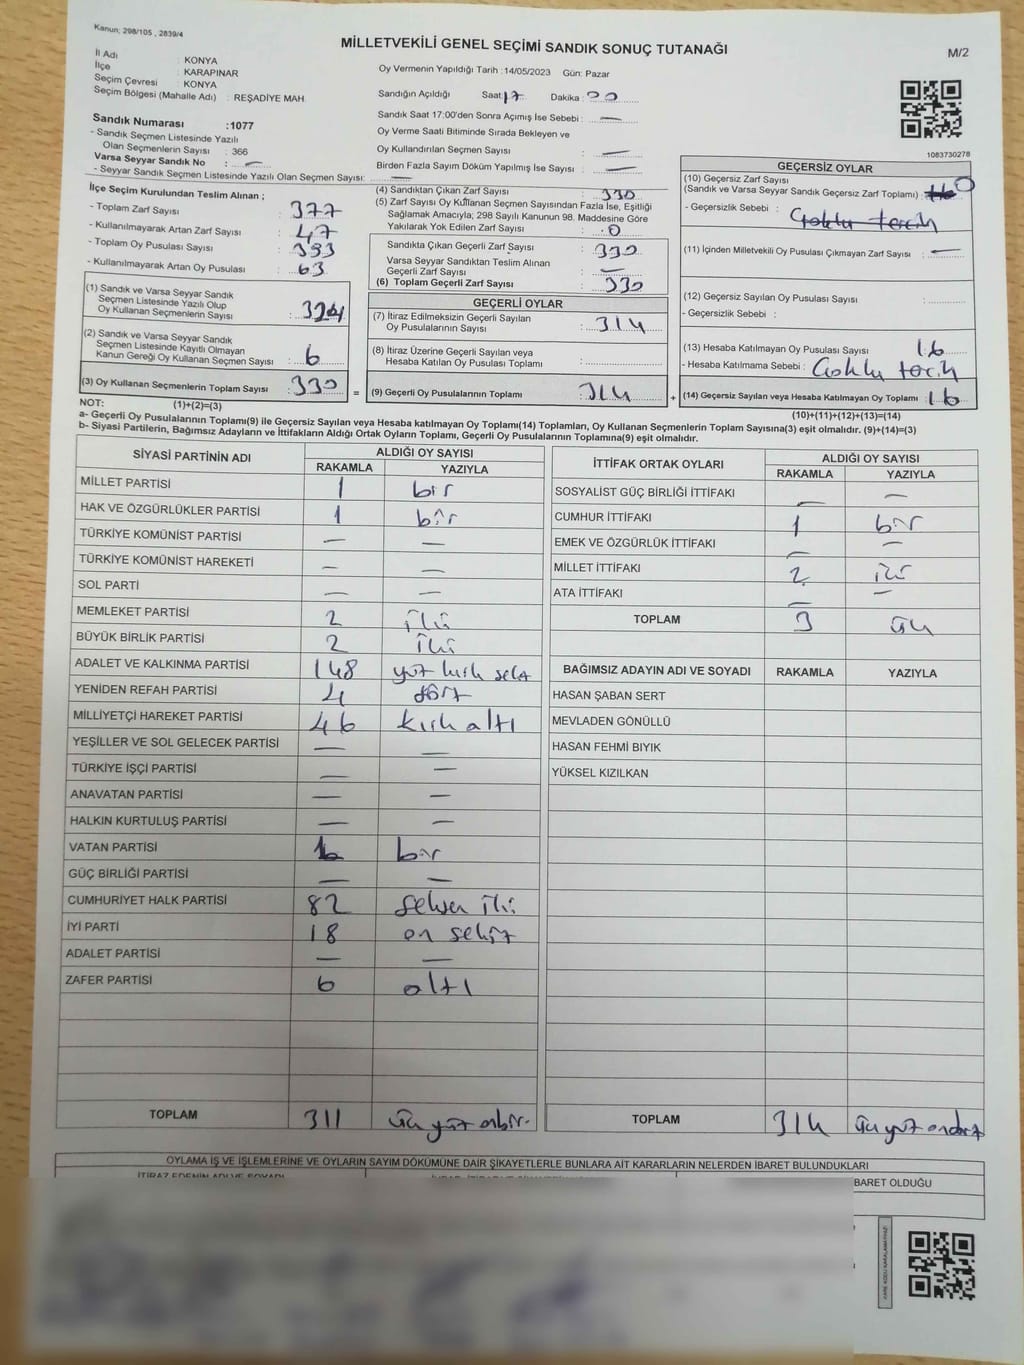 Kanun; 298/105 , 2839/4
MİLLETVEKİLİ GENEL SEÇİMİ SANDIK SONUÇ TUTANAĞI
M/2
İl Adı : KONYA
İlçe : KARAPINAR
Seçim Çevresi : KONYA
Seçim Bölgesi (Mahalle Adı) : REŞADİYE MAH.
Oy Vermenin Yapıldığı Tarih :14/05/2023 Gün: Pazar
Sandığın Açıldığı Saat: 17 Dakika : 00
Sandık Saat 17:00'den Sonra Açımış İse Sebebi : —
Oy Verme Saati Bitiminde Sırada Bekleyen ve
Oy Kullandırılan Seçmen Sayısı : —
Birden Fazla Sayım Döküm Yapılmış İse Sayısı : —
Sandık Numarası :1077
- Sandık Seçmen Listesinde Yazılı
Olan Seçmenlerin Sayısı : 366
Varsa Seyyar Sandık No : —
- Seyyar Sandık Seçmen Listesinde Yazılı Olan Seçmen Sayısı: —
1083730278
İlçe Seçim Kurulundan Teslim Alınan ;
- Toplam Zarf Sayısı : 377
- Kullanılmayarak Artan Zarf Sayısı : 47
- Toplam Oy Pusulası Sayısı : 393
- Kullanılmayarak Artan Oy Pusulası : 63
(1) Sandık ve Varsa Seyyar Sandık
Seçmen Listesinde Yazılı Olup
Oy Kullanan Seçmenlerin Sayısı : 324
(2) Sandık ve Varsa Seyyar Sandık
Seçmen Listesinde Kayıtlı Olmayan
Kanun Gereği Oy Kullanan Seçmen Sayısı : 6
(3) Oy Kullanan Seçmenlerin Toplam Sayısı : 330
(4) Sandıktan Çıkan Zarf Sayısı : 330
(5) Zarf Sayısı Oy Kullanan Seçmen Sayısından Fazla İse, Eşitliği
Sağlamak Amacıyla; 298 Sayılı Kanunun 98. Maddesine Göre
Yakılarak Yok Edilen Zarf Sayısı : 0
Sandıkta Çıkan Geçerli Zarf Sayısı : 330
Varsa Seyyar Sandıktan Teslim Alınan
Geçerli Zarf Sayısı : —
(6) Toplam Geçerli Zarf Sayısı : 330
GEÇERLİ OYLAR
(7) İtiraz Edilmeksizin Geçerli Sayılan
Oy Pusulalarının Sayısı : 314
(8) İtiraz Üzerine Geçerli Sayılan veya
Hesaba Katılan Oy Pusulaları Toplamı :
= (9) Geçerli Oy Pusulalarının Toplamı : 314 +
GEÇERSİZ OYLAR
(10) Geçersiz Zarf Sayısı
(Sandık ve Varsa Seyyar Sandık Geçersiz Zarf Toplamı) : 16 0
- Geçersizlik Sebebi : Çoklu tercih
(11) İçinden Milletvekili Oy Pusulası Çıkmayan Zarf Sayısı : —
(12) Geçersiz Sayılan Oy Pusulası Sayısı :
- Geçersizlik Sebebi :
(13) Hesaba Katılmayan Oy Pusulası Sayısı : 16
- Hesaba Katılmama Sebebi : Çoklu tercih
(14) Geçersiz Sayılan veya Hesaba Katılmayan Oy Toplamı : 16
NOT: (1)+(2)=(3)
(10)+(11)+(12)+(13)=(14)
a- Geçerli Oy Pusulalarının Toplamı(9) ile Geçersiz Sayılan veya Hesaba katılmayan Oy Toplamı(14) Toplamları, Oy Kullanan Seçmenlerin Toplam Sayısına(3) eşit olmalıdır. (9)+(14)=(3)
b- Siyasi Partilerin, Bağımsız Adayların ve İttifakların Aldığı Ortak Oyların Toplamı, Geçerli Oy Pusulalarının Toplamına(9) eşit olmalıdır.
SİYASİ PARTİNİN ADI ALDIĞI OY SAYISI
RAKAMLA YAZIYLA
MİLLET PARTİSİ 1 bir
HAK VE ÖZGÜRLÜKLER PARTİSİ 1 bir
TÜRKİYE KOMÜNİST PARTİSİ — —
TÜRKİYE KOMÜNİST HAREKETİ — —
SOL PARTİ — —
MEMLEKET PARTİSİ 2 iki
BÜYÜK BİRLİK PARTİSİ 2 iki
ADALET VE KALKINMA PARTİSİ 148 yüz kırk sekiz
YENİDEN REFAH PARTİSİ 4 dört
MİLLİYETÇİ HAREKET PARTİSİ 46 kırk altı
YEŞİLLER VE SOL GELECEK PARTİSİ — —
TÜRKİYE İŞÇİ PARTİSİ — —
ANAVATAN PARTİSİ — —
HALKIN KURTULUŞ PARTİSİ — —
VATAN PARTİSİ 1 bir
GÜÇ BİRLİĞİ PARTİSİ — —
CUMHURİYET HALK PARTİSİ 82 seksen iki
İYİ PARTİ 18 on sekiz
ADALET PARTİSİ — —
ZAFER PARTİSİ 6 altı
TOPLAM 311 üç yüz onbir.
İTTİFAK ORTAK OYLARI ALDIĞI OY SAYISI
RAKAMLA YAZIYLA
SOSYALİST GÜÇ BİRLİĞİ İTTİFAKI — —
CUMHUR İTTİFAKI 1 bir
EMEK VE ÖZGÜRLÜK İTTİFAKI — —
MİLLET İTTİFAKI 2 iki
ATA İTTİFAKI — —
TOPLAM 3 üç
BAĞIMSIZ ADAYIN ADI VE SOYADI RAKAMLA YAZIYLA
HASAN ŞABAN SERT
MEVLADEN GÖNÜLLÜ
HASAN FEHMİ BIYIK
YÜKSEL KIZILKAN
TOPLAM 314 üç yüz ondört
OYLAMA İŞ VE İŞLEMLERİNE VE OYLARIN SAYIM DÖKÜMÜNE DAİR ŞİKAYETLERLE BUNLARA AİT KARARLARIN NELERDEN İBARET BULUNDUKLARI
İTİRAZ EDENİN ADI VE SOYADI
BARET OLDUĞU